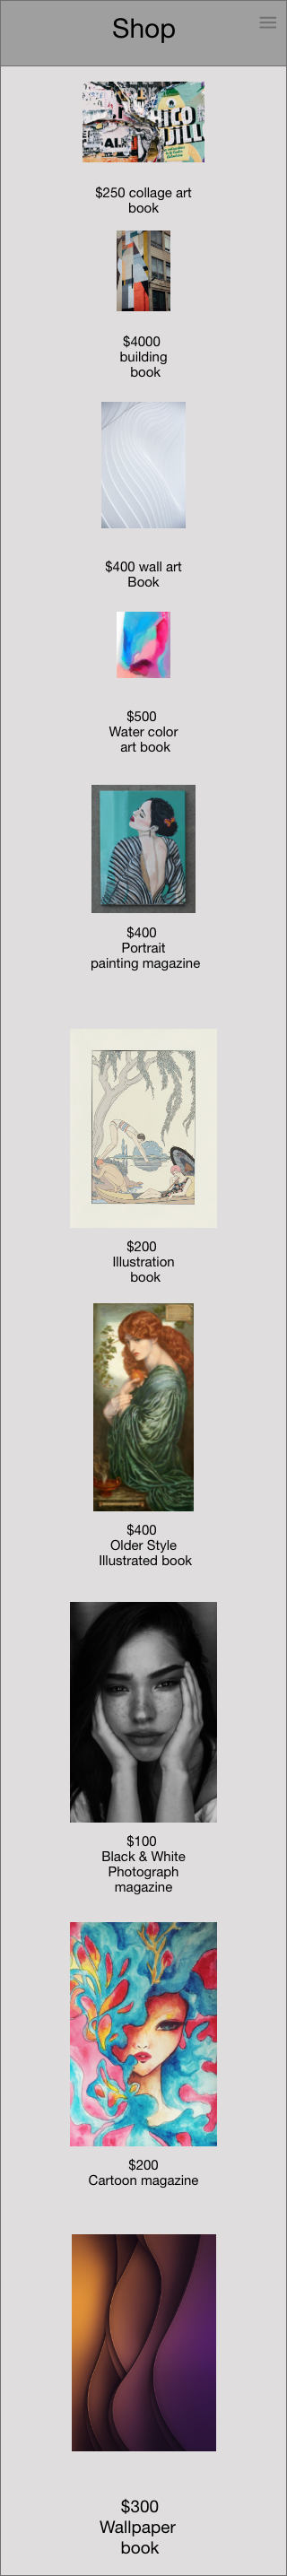 Shop
$250 collage art
book
$4000
building
book
$400 wall art
Book
$500
Water color
art book
$400
Portrait
painting magazine
$200
Illustration
book
$400
Older Style
Illustrated book
$100
Black & White
Photograph
magazine
$200
Cartoon magazine
$300
Wallpaper
book